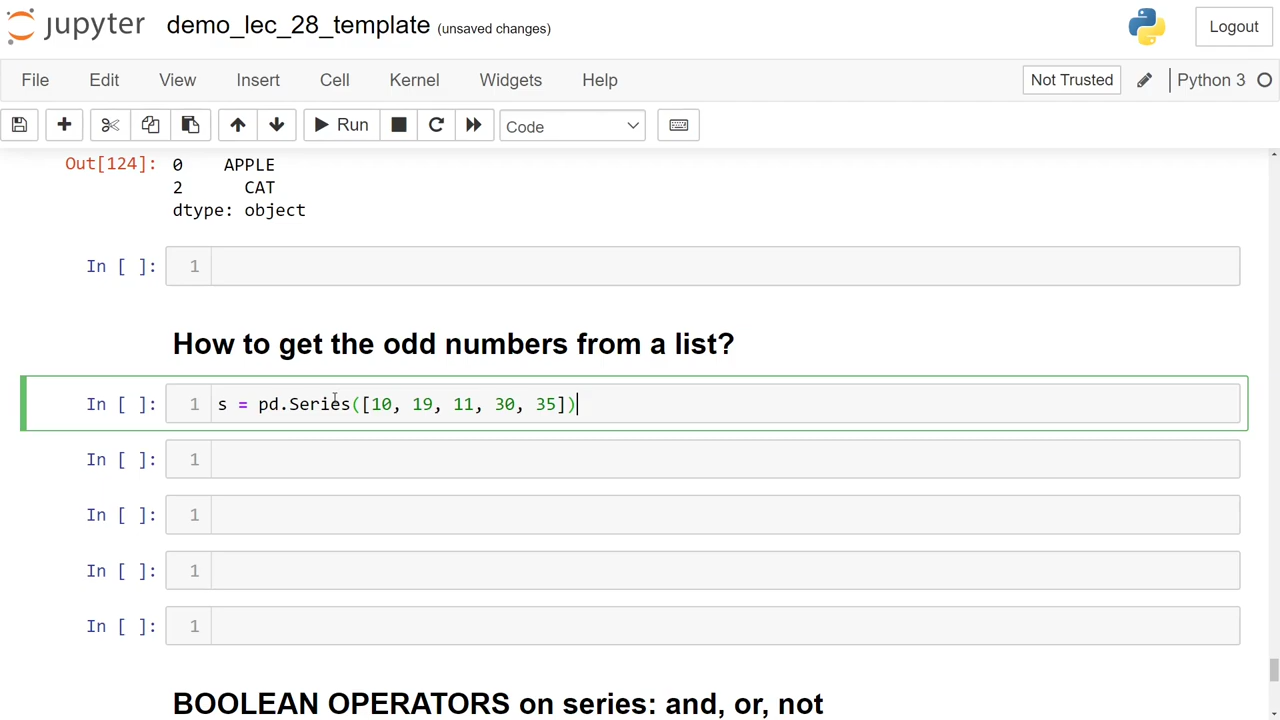 jupyter demo_lec_28_template (unsaved changes) Logout
File Edit View Insert Cell Kernel Widgets Help Not Trusted Python 3
Run Code
Out[124]: 0 APPLE
2 CAT
dtype: object
In [ ]: 1
How to get the odd numbers from a list?
In [ ]: 1 s = pd.Series([10, 19, 11, 30, 35])
In [ ]: 1
In [ ]: 1
In [ ]: 1
In [ ]: 1
BOOLEAN OPERATORS on series: and, or, not